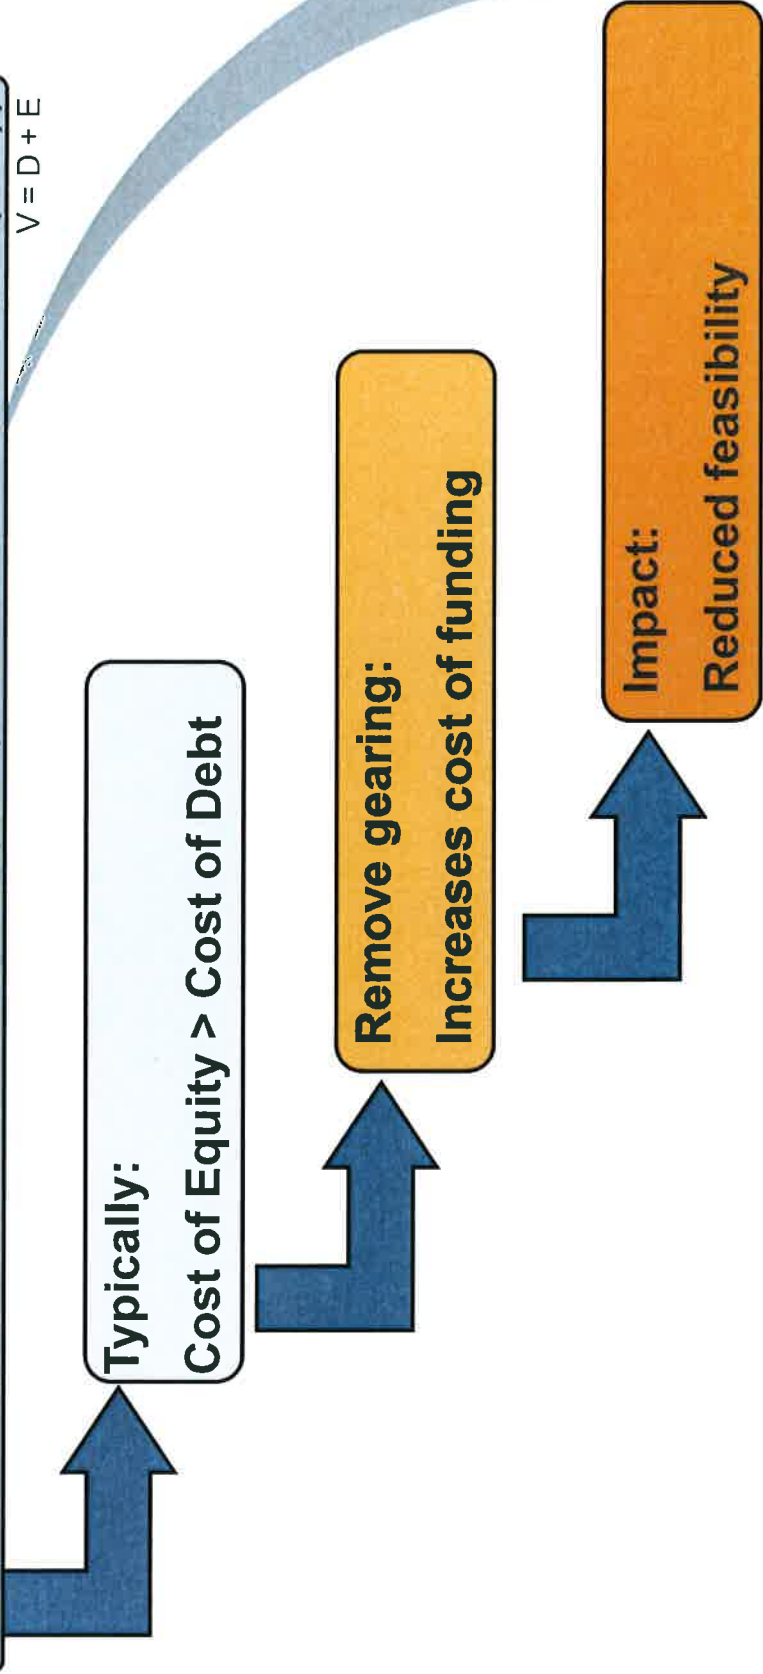 V = D + E
Typically:
Cost of Equity > Cost of Debt
Remove gearing:
Increases cost of funding
Impact:
Reduced feasibility